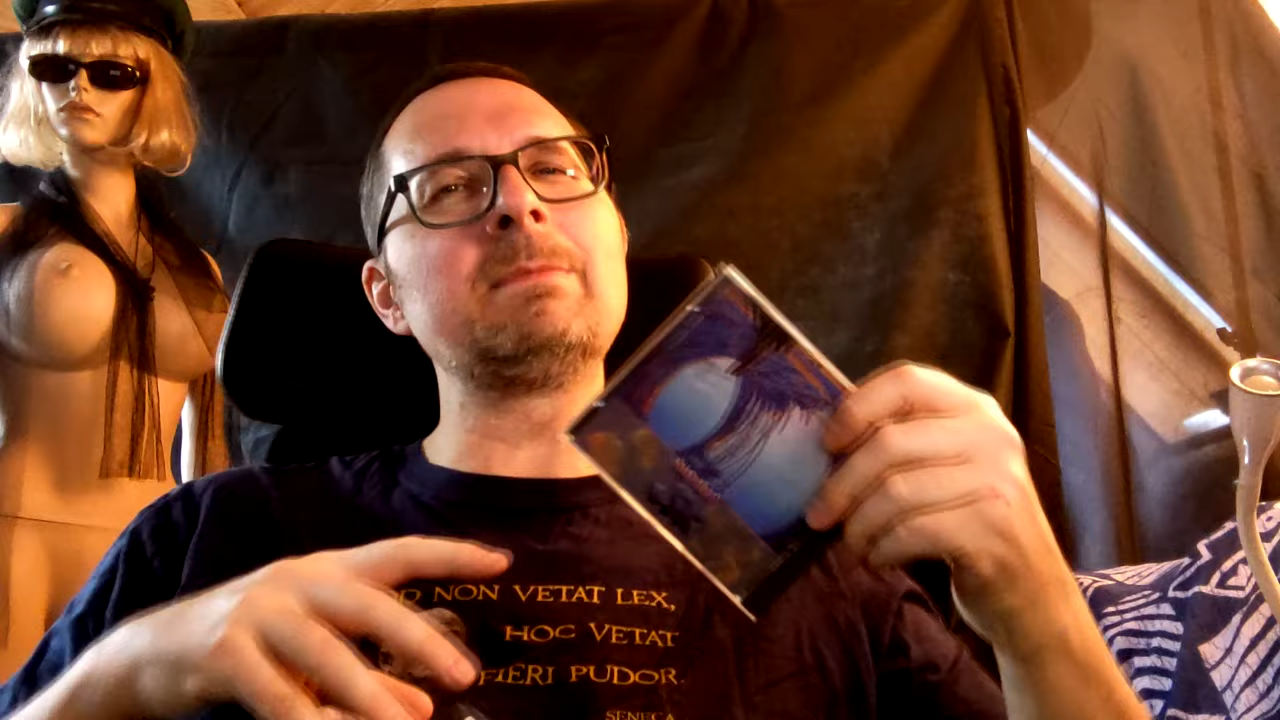 NON VETAT LEX,
HOC VETAT
FIERI PUDOR.
SENECA